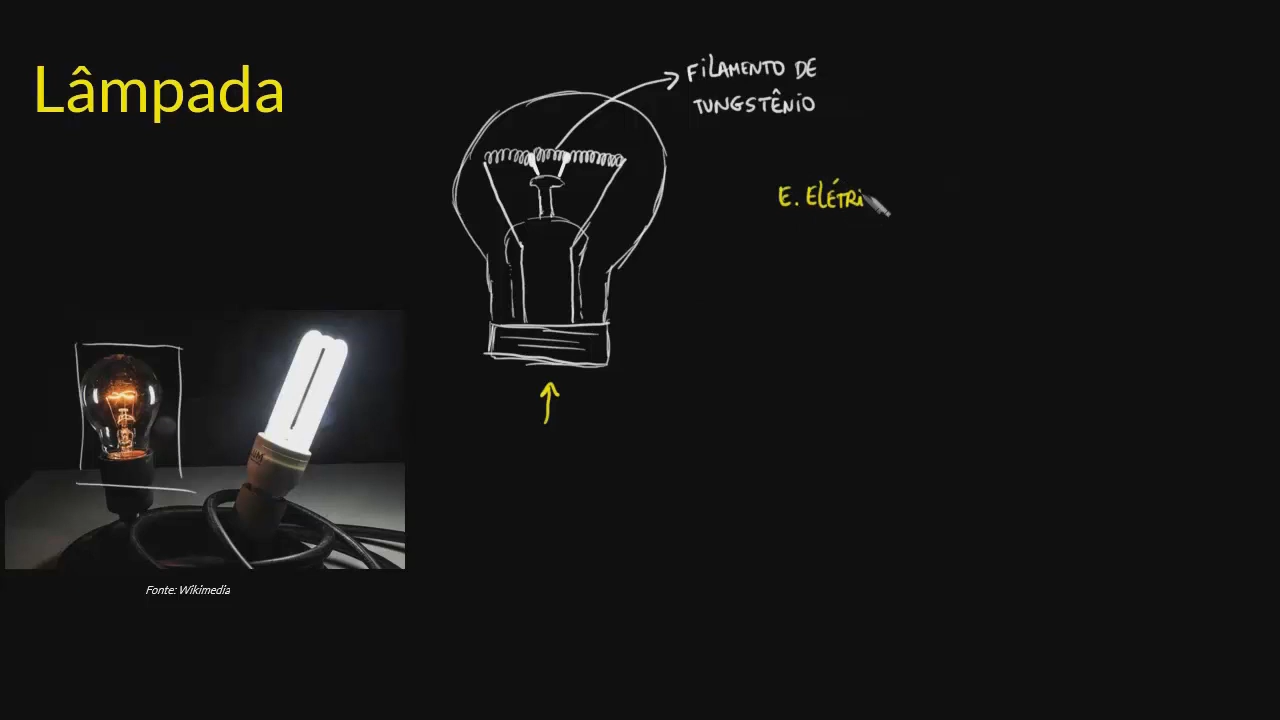 Lâmpada
FILAMENTO DE
TUNGSTÊNIO
E. ELÉTRI
Fonte: Wikimedia